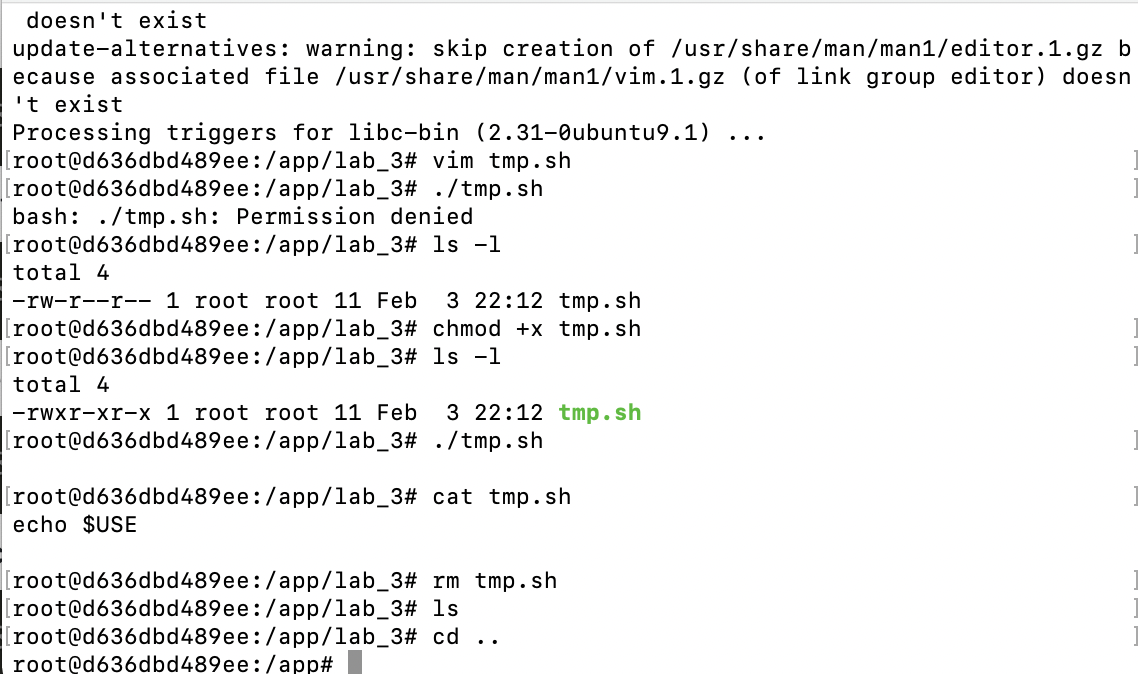 doesn't exist
update-alternatives: warning: skip creation of /usr/share/man/man1/editor.1.gz b
ecause associated file /usr/share/man/man1/vim.1.gz (of link group editor) doesn
't exist
Processing triggers for libc-bin (2.31-0ubuntu9.1) ...
[root@d636dbd489ee:/app/lab_3# vim tmp.sh ]
[root@d636dbd489ee:/app/lab_3# ./tmp.sh ]
bash: ./tmp.sh: Permission denied
[root@d636dbd489ee:/app/lab_3# ls -l ]
total 4
-rw-r--r-- 1 root root 11 Feb  3 22:12 tmp.sh
[root@d636dbd489ee:/app/lab_3# chmod +x tmp.sh ]
[root@d636dbd489ee:/app/lab_3# ls -l ]
total 4
-rwxr-xr-x 1 root root 11 Feb  3 22:12 tmp.sh
[root@d636dbd489ee:/app/lab_3# ./tmp.sh ]

[root@d636dbd489ee:/app/lab_3# cat tmp.sh ]
echo $USE

[root@d636dbd489ee:/app/lab_3# rm tmp.sh ]
[root@d636dbd489ee:/app/lab_3# ls ]
[root@d636dbd489ee:/app/lab_3# cd .. ]
root@d636dbd489ee:/app#